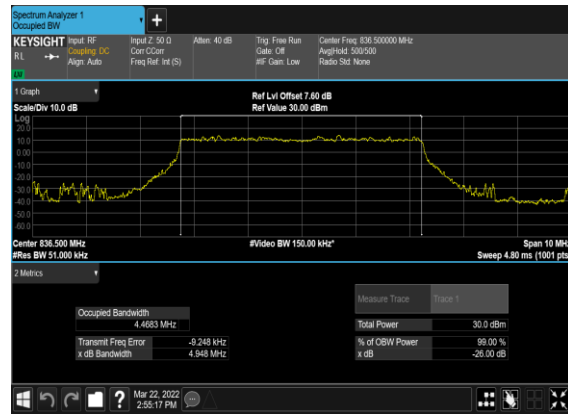 Spectrum Analyzer 1
Occupied BW
+
KEYSIGHT Input: RF Input Z: 50 Ω Atten: 40 dB Trig: Free Run Center Freq: 836.500000 MHz
RL Coupling: DC Corr CCorr Gate: Off Avg|Hold: 500/500
Align: Auto Freq Ref: Int (S) #IF Gain: Low Radio Std: None
LW
1 Graph
Ref Lvl Offset 7.60 dB
Scale/Div 10.0 dB Ref Value 30.00 dBm
Log
20.0
10.0
0.00
-10.0
-20.0
-30.0
-40.0
-50.0
-60.0
Center 836.500 MHz #Video BW 150.00 kHz* Span 10 MHz
#Res BW 51.000 kHz Sweep 4.80 ms (1001 pts)
2 Metrics
Measure Trace Trace 1
Occupied Bandwidth
4.4683 MHz Total Power 30.0 dBm
Transmit Freq Error -9.248 kHz % of OBW Power 99.00 %
x dB Bandwidth 4.948 MHz x dB -26.00 dB
?
Mar 22, 2022
2:55:17 PM